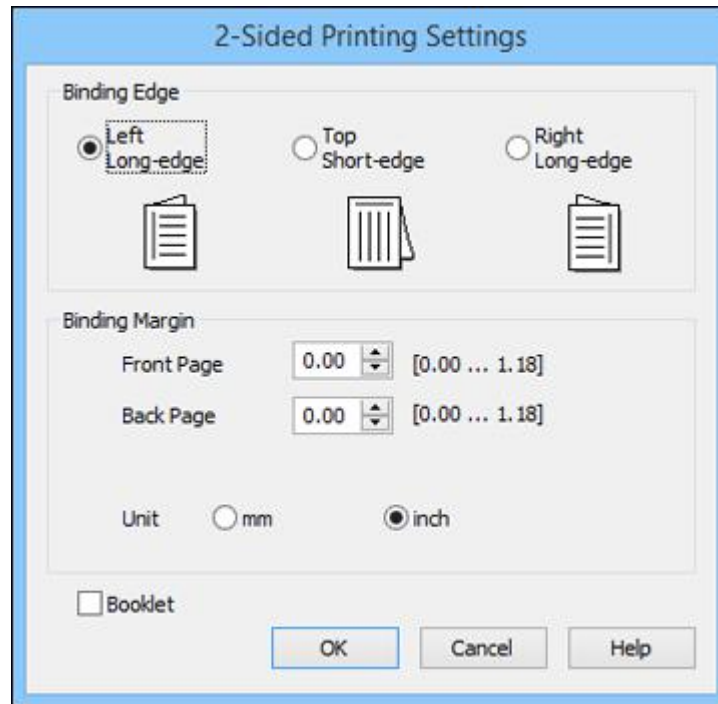 2-Sided Printing Settings
Binding Edge
Left
Long-edge
Top
Short-edge
Right
Long-edge
Binding Margin
Front Page 0.00 [0.00 ... 1.18]
Back Page 0.00 [0.00 ... 1.18]
Unit mm inch
Booklet
OK Cancel Help